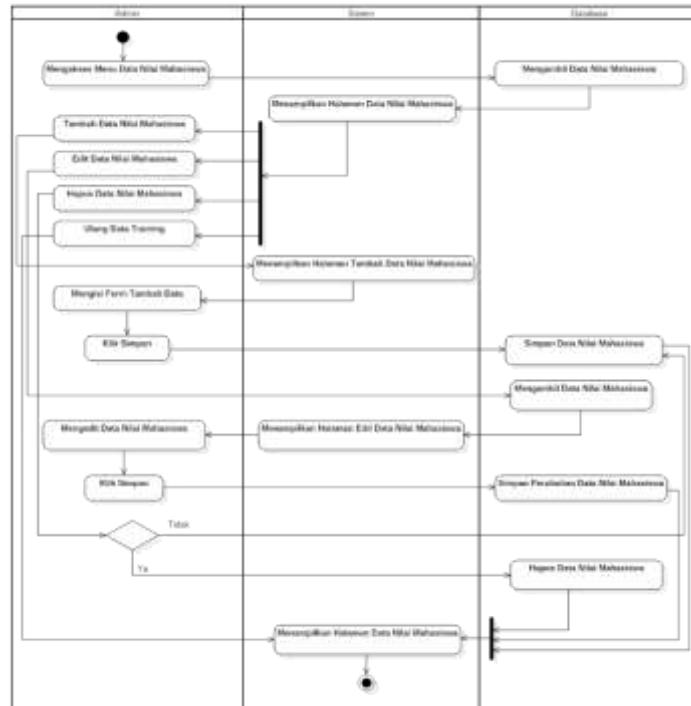 Admin
Sistem
Database
Mengakses Menu Data Nilai Mahasiswa
Mengambil Data Nilai Mahasiswa
Menampilkan Halaman Data Nilai Mahasiswa
Tambah Data Nilai Mahasiswa
Edit Data Nilai Mahasiswa
Hapus Data Nilai Mahasiswa
Ulang Data Training
Menampilkan Halaman Tambah Data Nilai Mahasiswa
Mengisi Form Tambah Data
Klik Simpan
Simpan Data Nilai Mahasiswa
Mengambil Data Nilai Mahasiswa
Mengedit Data Nilai Mahasiswa
Menampilkan Halaman Edit Data Nilai Mahasiswa
Klik Simpan
Simpan Perubahan Data Nilai Mahasiswa
Tidak
Ya
Hapus Data Nilai Mahasiswa
Menampilkan Halaman Data Nilai Mahasiswa